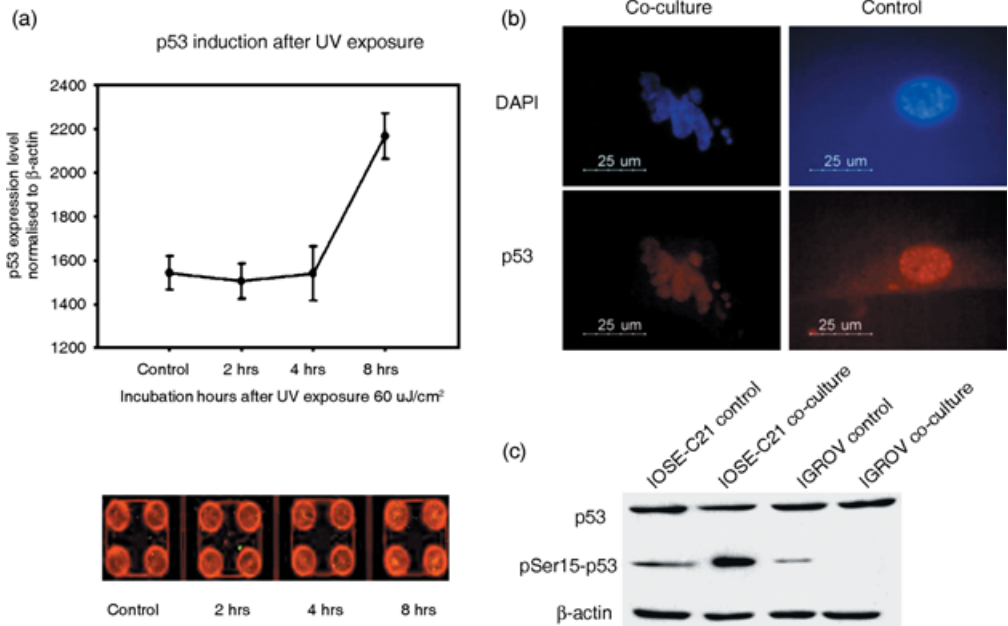 (a)
p53 induction after UV exposure
p53 expression level
normalised to β-actin
2400
2200
2000
1800
1600
1400
1200
Control 2 hrs 4 hrs 8 hrs
Incubation hours after UV exposure 60 uJ/cm²
Control 2 hrs 4 hrs 8 hrs
(b)
Co-culture Control
DAPI
25 um 25 um
p53
25 um 25 um
(c)
IOSE-C21 control
IOSE-C21 co-culture
IGROV control
IGROV co-culture
p53
pSer15-p53
β-actin